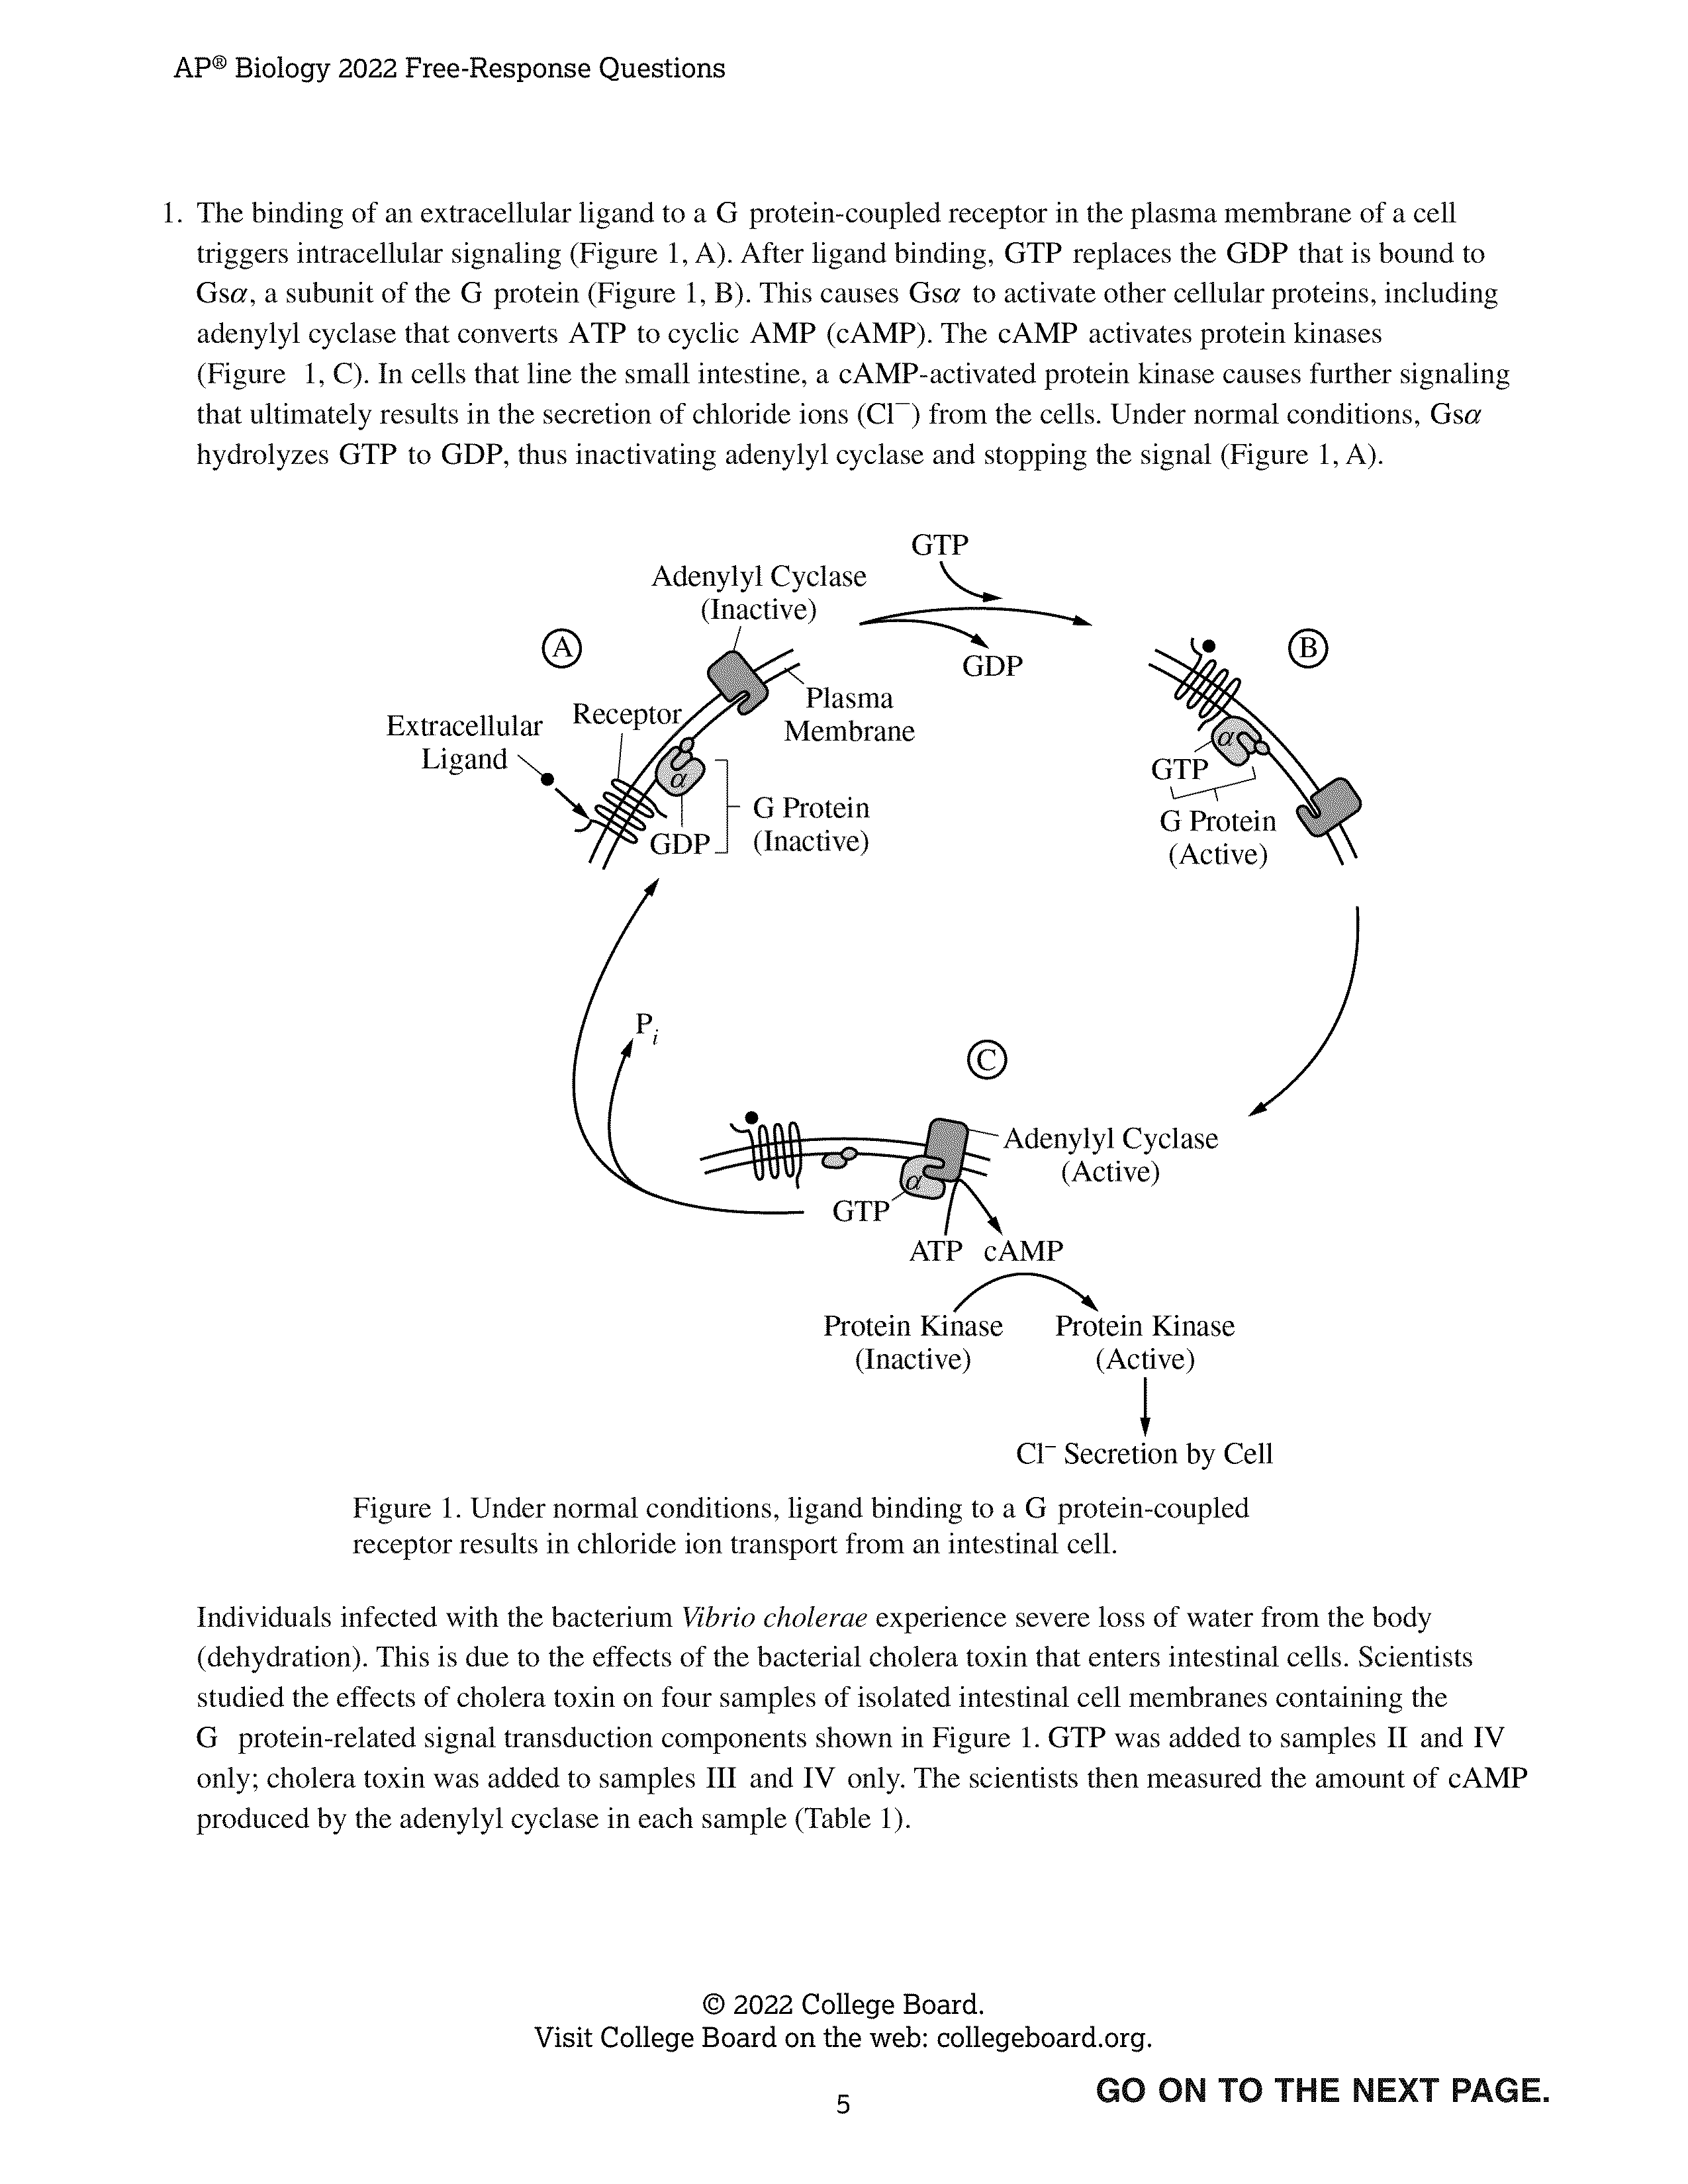 AP® Biology 2022 Free-Response Questions
1. The binding of an extracellular ligand to a G protein-coupled receptor in the plasma membrane of a cell
triggers intracellular signaling (Figure 1, A). After ligand binding, GTP replaces the GDP that is bound to
Gsα, a subunit of the G protein (Figure 1, B). This causes Gsα to activate other cellular proteins, including
adenylyl cyclase that converts ATP to cyclic AMP (cAMP). The cAMP activates protein kinases
(Figure 1, C). In cells that line the small intestine, a cAMP-activated protein kinase causes further signaling
that ultimately results in the secretion of chloride ions (Cl⁻) from the cells. Under normal conditions, Gsα
hydrolyzes GTP to GDP, thus inactivating adenylyl cyclase and stopping the signal (Figure 1, A).
GTP
Adenylyl Cyclase
(Inactive)
A
B
GDP
Plasma
Membrane
Receptor
Extracellular
Ligand
α
α
GTP
G Protein
(Inactive)
GDP
G Protein
(Active)
Pᵢ
C
Adenylyl Cyclase
(Active)
α
GTP
ATP cAMP
Protein Kinase
(Inactive)
Protein Kinase
(Active)
Cl⁻ Secretion by Cell
Figure 1. Under normal conditions, ligand binding to a G protein-coupled
receptor results in chloride ion transport from an intestinal cell.
Individuals infected with the bacterium Vibrio cholerae experience severe loss of water from the body
(dehydration). This is due to the effects of the bacterial cholera toxin that enters intestinal cells. Scientists
studied the effects of cholera toxin on four samples of isolated intestinal cell membranes containing the
G protein-related signal transduction components shown in Figure 1. GTP was added to samples II and IV
only; cholera toxin was added to samples III and IV only. The scientists then measured the amount of cAMP
produced by the adenylyl cyclase in each sample (Table 1).
© 2022 College Board.
Visit College Board on the web: collegeboard.org.
GO ON TO THE NEXT PAGE.
5